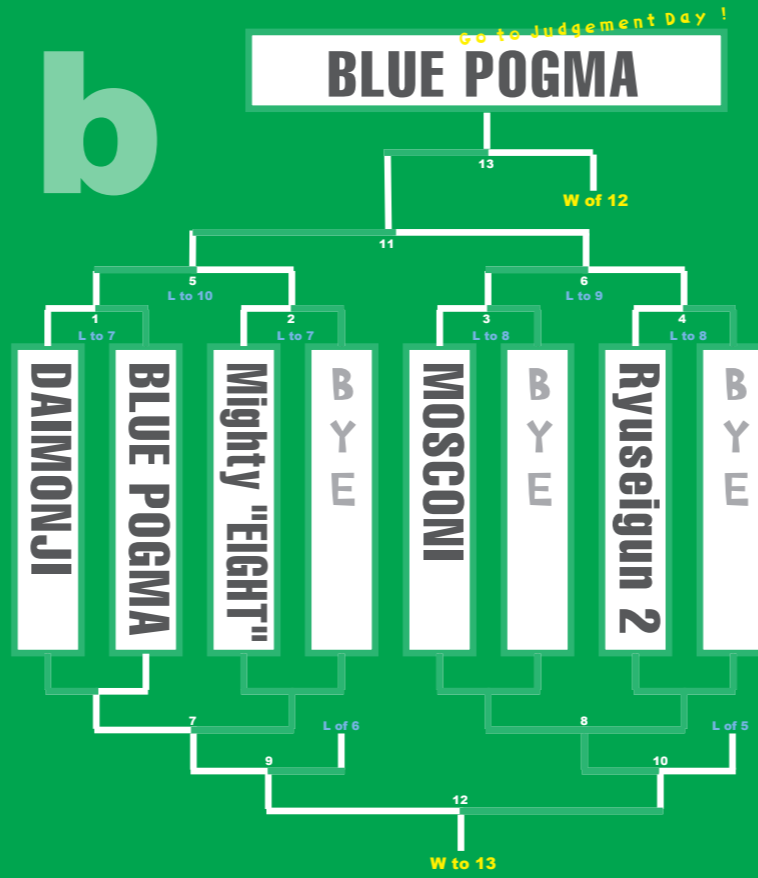 Go to Judgement Day !
b
BLUE POGMA
13
W of 12
11
5
6
L to 10
L to 9
1
2
3
4
L to 7
L to 7
L to 8
L to 8
DAIMONJI
BLUE POGMA
Mighty "EIGHT"
BYE
MOSCONI
BYE
Ryuseigun 2
BYE
7
L of 6
8
L of 5
9
10
12
W to 13